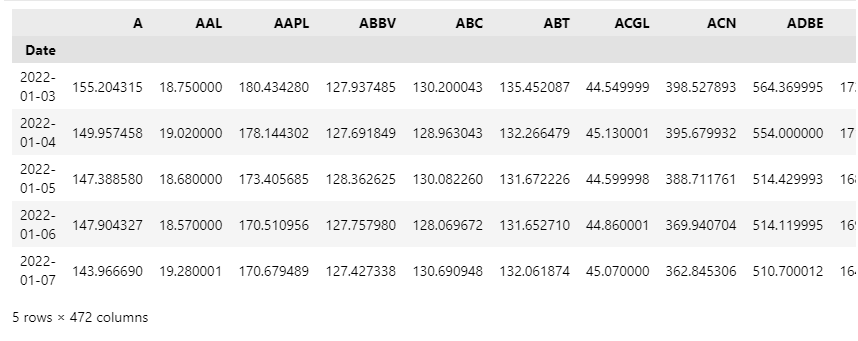 A AAL AAPL ABBV ABC ABT ACGL ACN ADBE
Date
2022-01-03 155.204315 18.750000 180.434280 127.937485 130.200043 135.452087 44.549999 398.527893 564.369995
2022-01-04 149.957458 19.020000 178.144302 127.691849 128.963043 132.266479 45.130001 395.679932 554.000000
2022-01-05 147.388580 18.680000 173.405685 128.362625 130.082260 131.672226 44.599998 388.711761 514.429993
2022-01-06 147.904327 18.570000 170.510956 127.757980 128.069672 131.652710 44.860001 369.940704 514.119995
2022-01-07 143.966690 19.280001 170.679489 127.427338 130.690948 132.061874 45.070000 362.845306 510.700012
5 rows × 472 columns